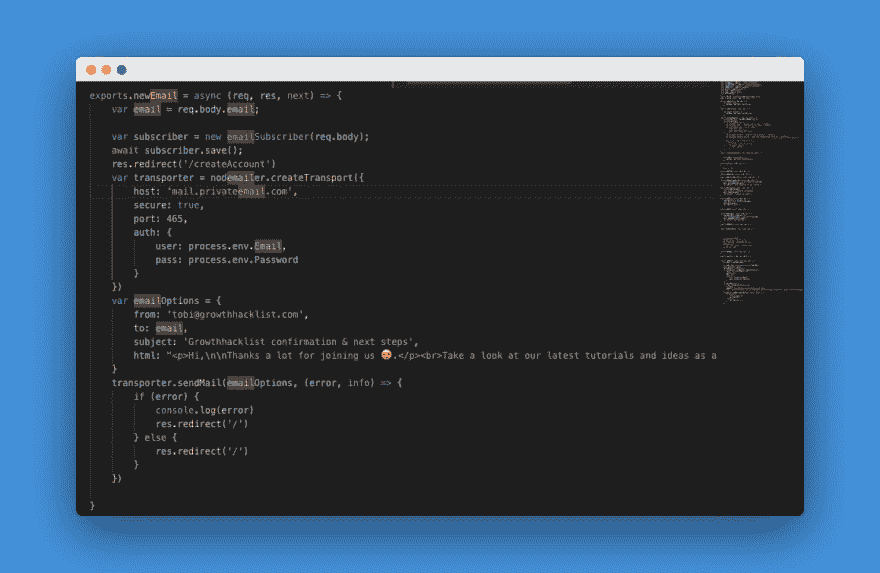 exports.newEmail = async (req, res, next) => {
var email = req.body.email;
var subscriber = new emailSubscriber(req.body);
await subscriber.save();
res.redirect('/createAccount')
var transporter = nodemailer.createTransport({
host: 'mail.privateemail.com',
secure: true,
port: 465,
auth: {
user: process.env.Email,
pass: process.env.Password
}
})
var emailOptions = {
from: 'tobi@growthhacklist.com',
to: email,
subject: 'Growthhacklist confirmation & next steps',
html: "<p>Hi,\n\nThanks a lot for joining us 😊.</p><br>Take a look at our latest tutorials and ideas as a
}
transporter.sendMail(emailOptions, (error, info) => {
if (error) {
console.log(error)
res.redirect('/')
} else {
res.redirect('/')
}
})
}